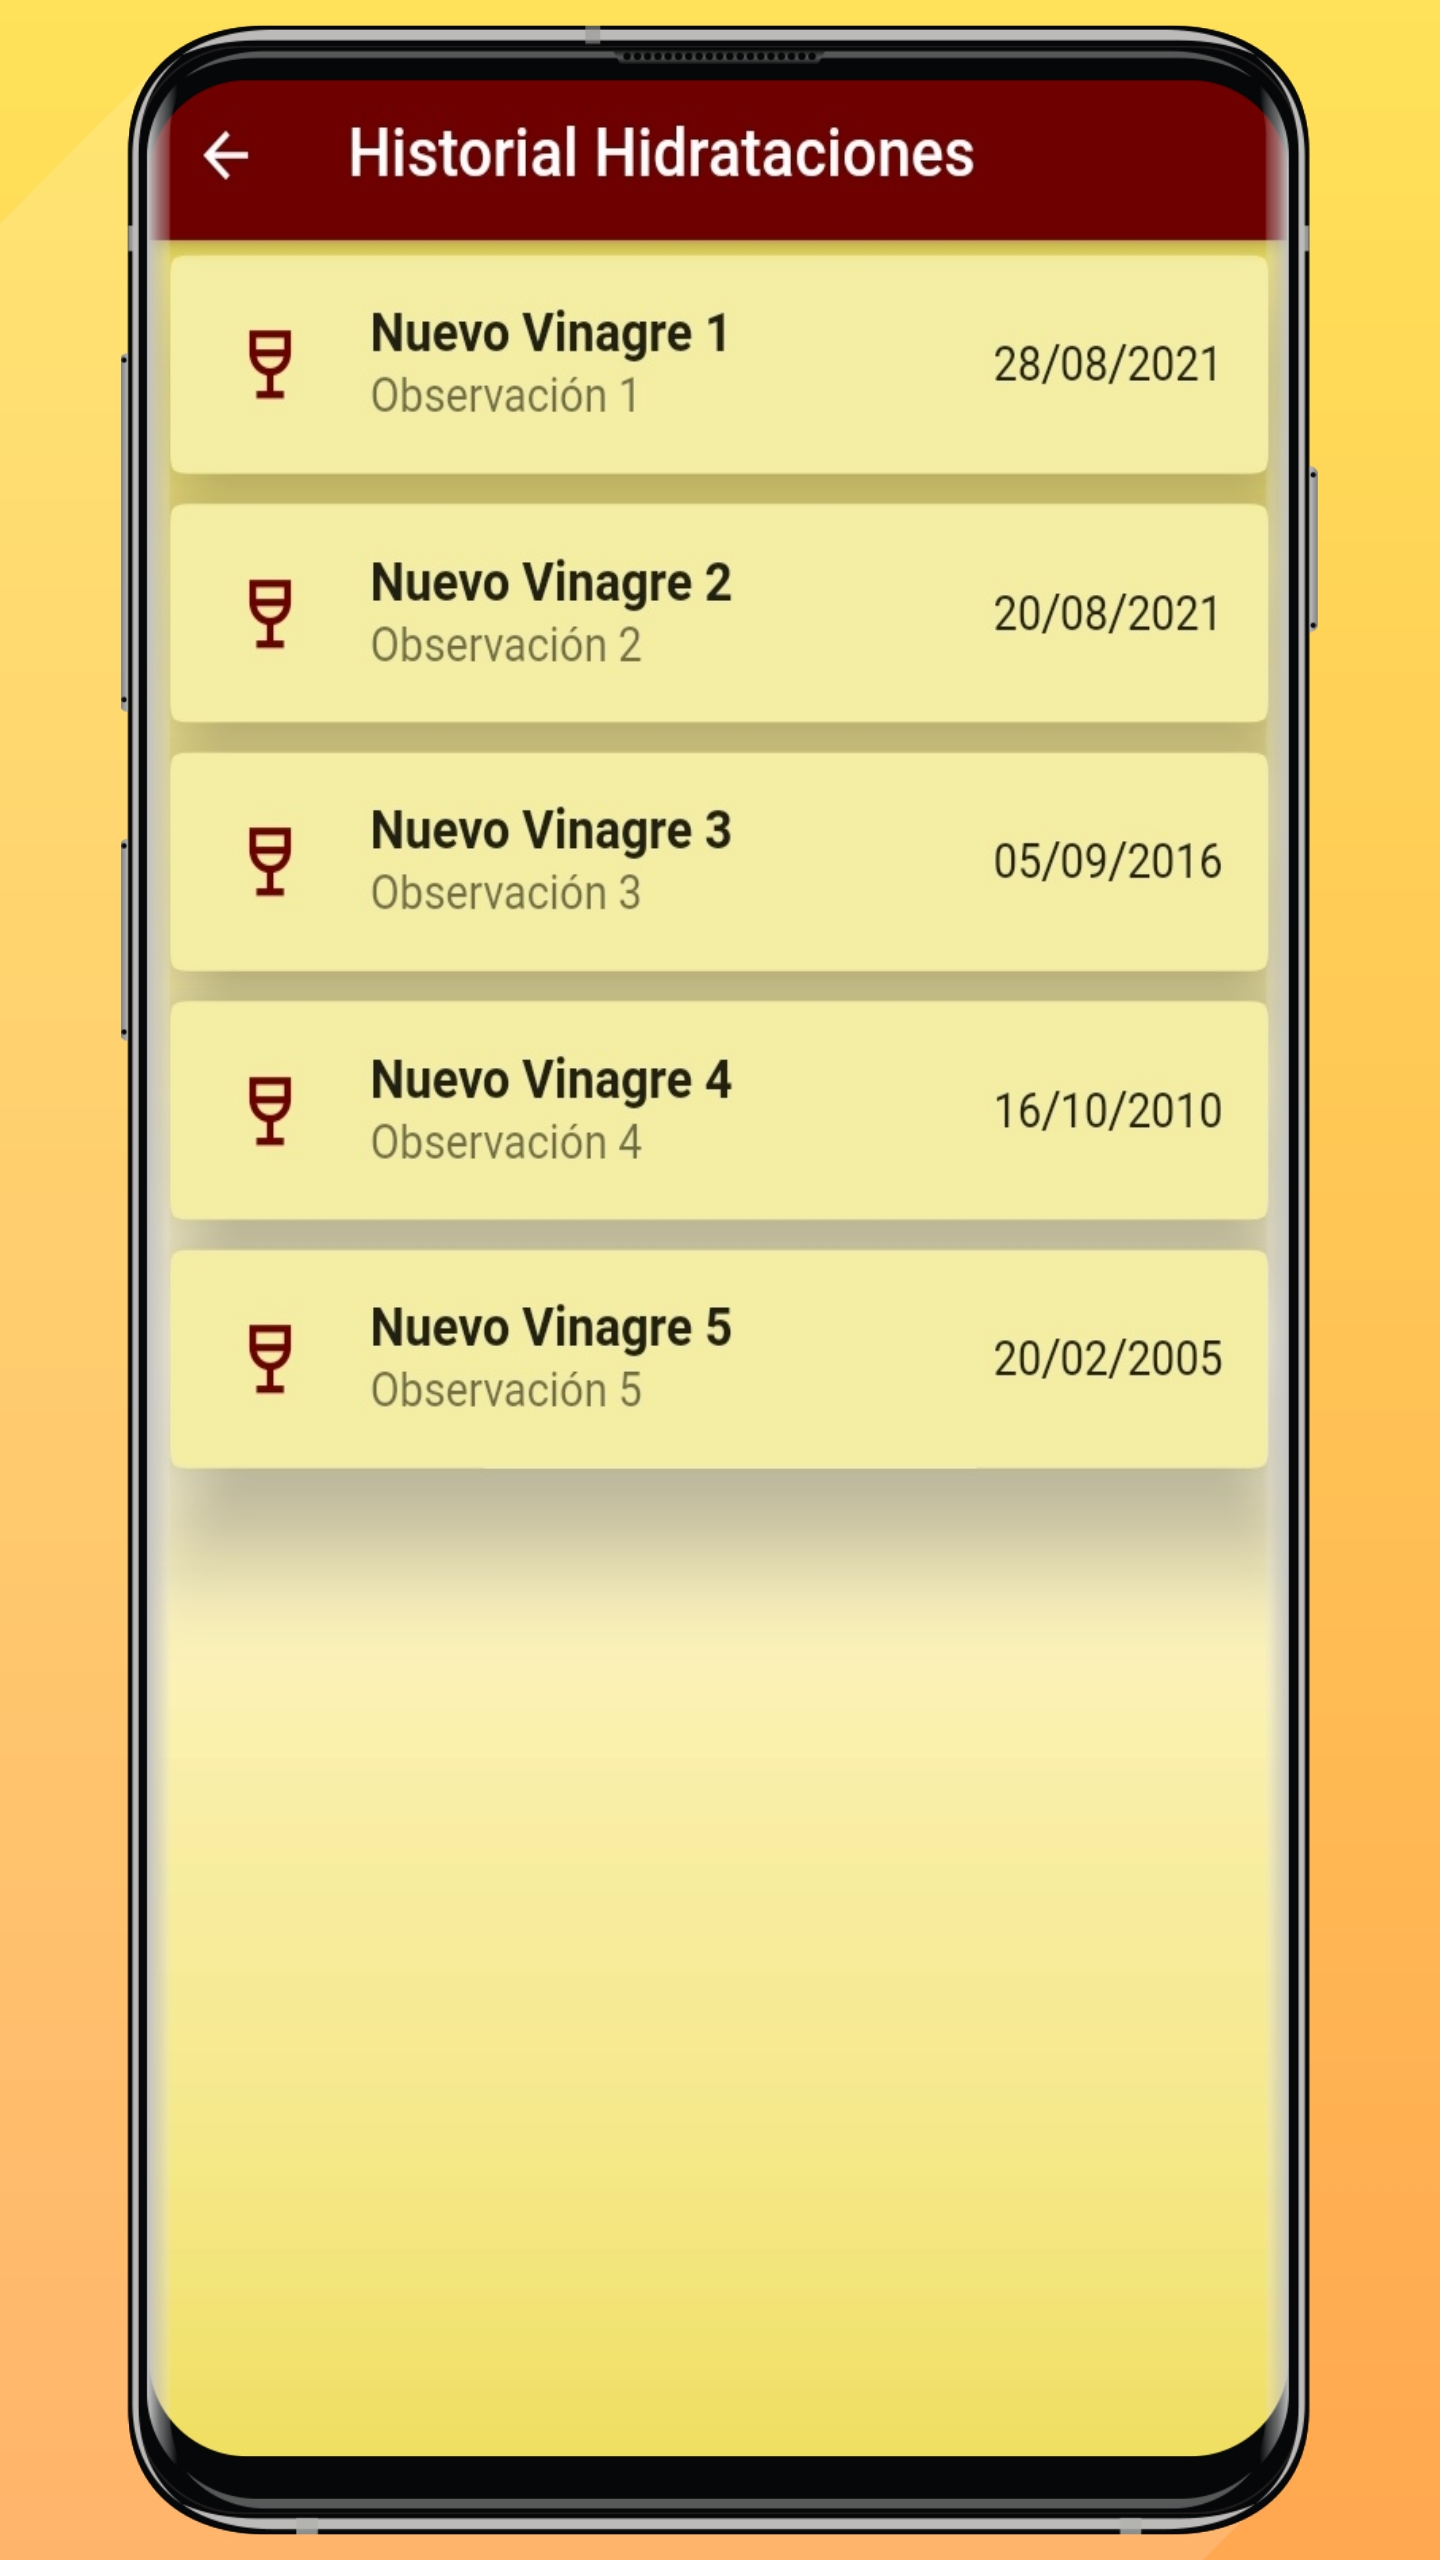 Historial Hidrataciones
Nuevo Vinagre 1
Observación 1
28/08/2021
Nuevo Vinagre 2
Observación 2
20/08/2021
Nuevo Vinagre 3
Observación 3
05/09/2016
Nuevo Vinagre 4
Observación 4
16/10/2010
Nuevo Vinagre 5
Observación 5
20/02/2005